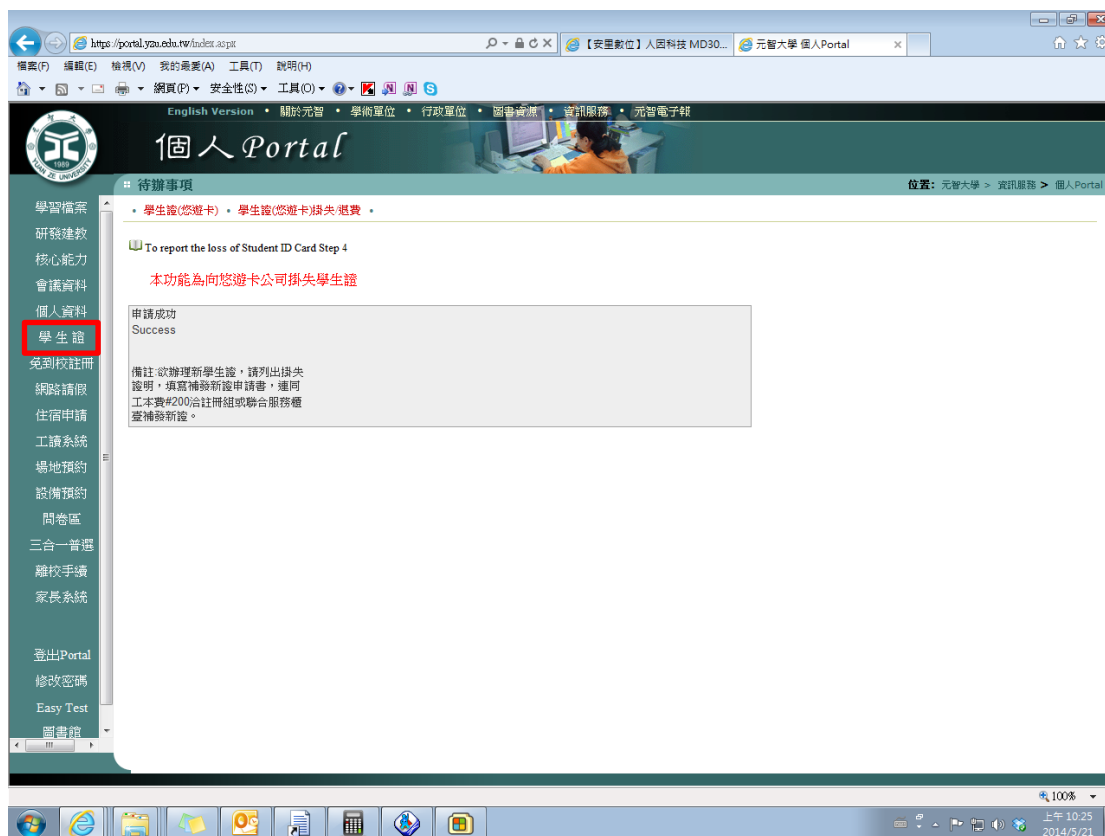 https://portal.yzu.edu.tw/index.aspx
【安里數位】人因科技 MD30...
元智大學 個人Portal
檔案(F) 編輯(E) 檢視(V) 我的最愛(A) 工具(T) 說明(H)
網頁(P) 安全性(S) 工具(O)
English Version • 關於元智 • 學術單位 • 行政單位 • 圖書資源 • 資訊服務 • 元智電子報
YUAN ZE UNIVERSITY
1989
個人 Portal
待辦事項
位置: 元智大學 > 資訊服務 > 個人Portal
學生證(悠遊卡) 學生證(悠遊卡)掛失/退費
To report the loss of Student ID Card Step 4
本功能為向悠遊卡公司掛失學生證
申請成功
Success
備註:欲辦理新學生證，請列出掛失
證明，填寫補發新證申請書，連同
工本費#200洽註冊組或聯合服務櫃
臺補發新證。
學習檔案
研發建教
核心能力
會議資料
個人資料
學 生 證
免到校註冊
網路請假
住宿申請
工讀系統
場地預約
設備預約
問卷區
三合一普選
離校手續
家長系統
登出Portal
修改密碼
Easy Test
圖書館
100%
上午 10:25
2014/5/21